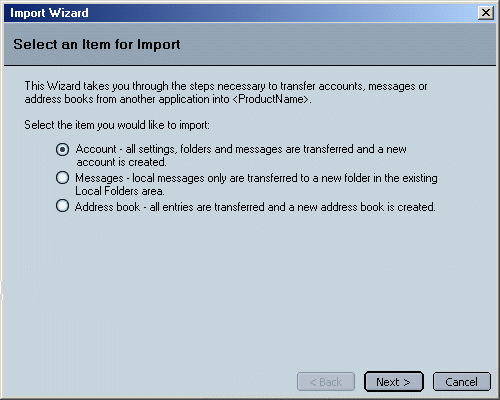 Import Wizard
Select an Item for Import
This Wizard takes you through the steps necessary to transfer accounts, messages or
address books from another application into <ProductName>.
Select the item you would like to import:
Account - all settings, folders and messages are transferred and a new
account is created.
Messages - local messages only are transferred to a new folder in the existing
Local Folders area.
Address book - all entries are transferred and a new address book is created.
< Back
Next >
Cancel